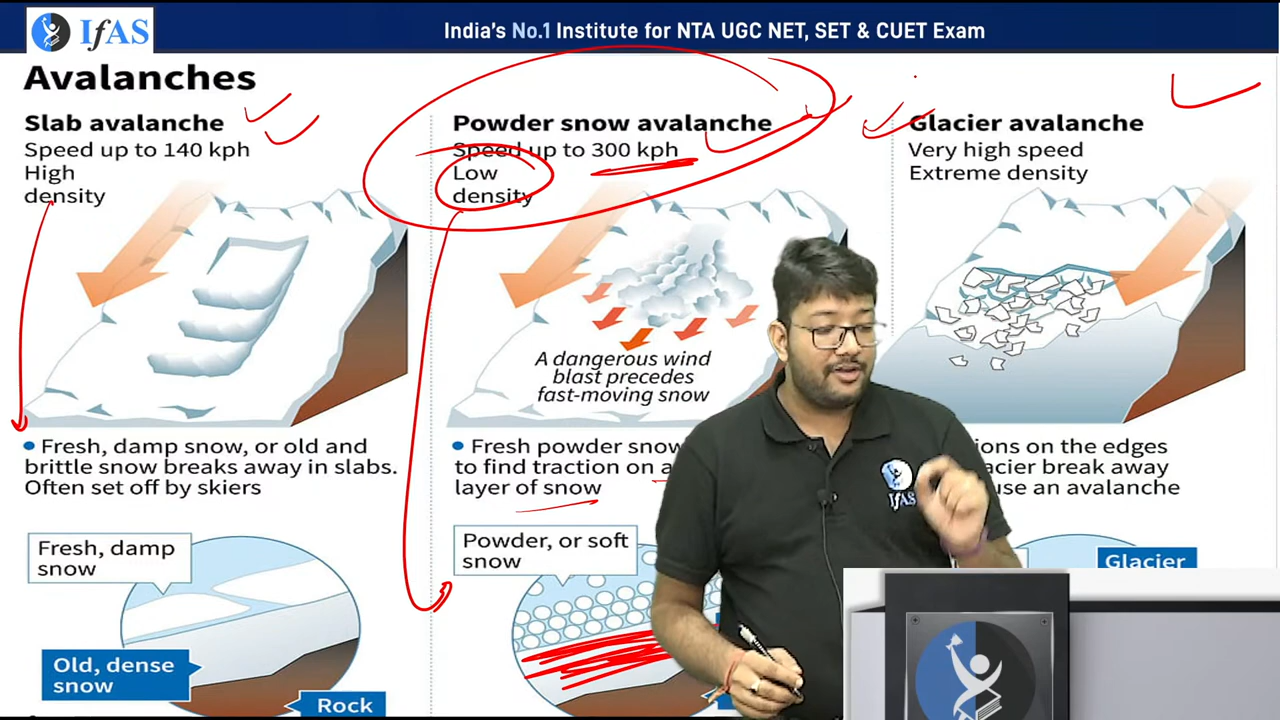 IfAS
India's No.1 Institute for NTA UGC NET, SET & CUET Exam
Avalanches
Slab avalanche
Speed up to 140 kph
High
density
Fresh, damp snow, or old and
brittle snow breaks away in slabs.
Often set off by skiers
Fresh, damp
snow
Old, dense
snow
Rock
Powder snow avalanche
Speed up to 300 kph
Low
density
A dangerous wind
blast precedes
fast-moving snow
Fresh powder snow
to find traction on a
layer of snow
Powder, or soft
snow
Glacier avalanche
Very high speed
Extreme density
on the edges
break away
an avalanche
Glacier
IfAS